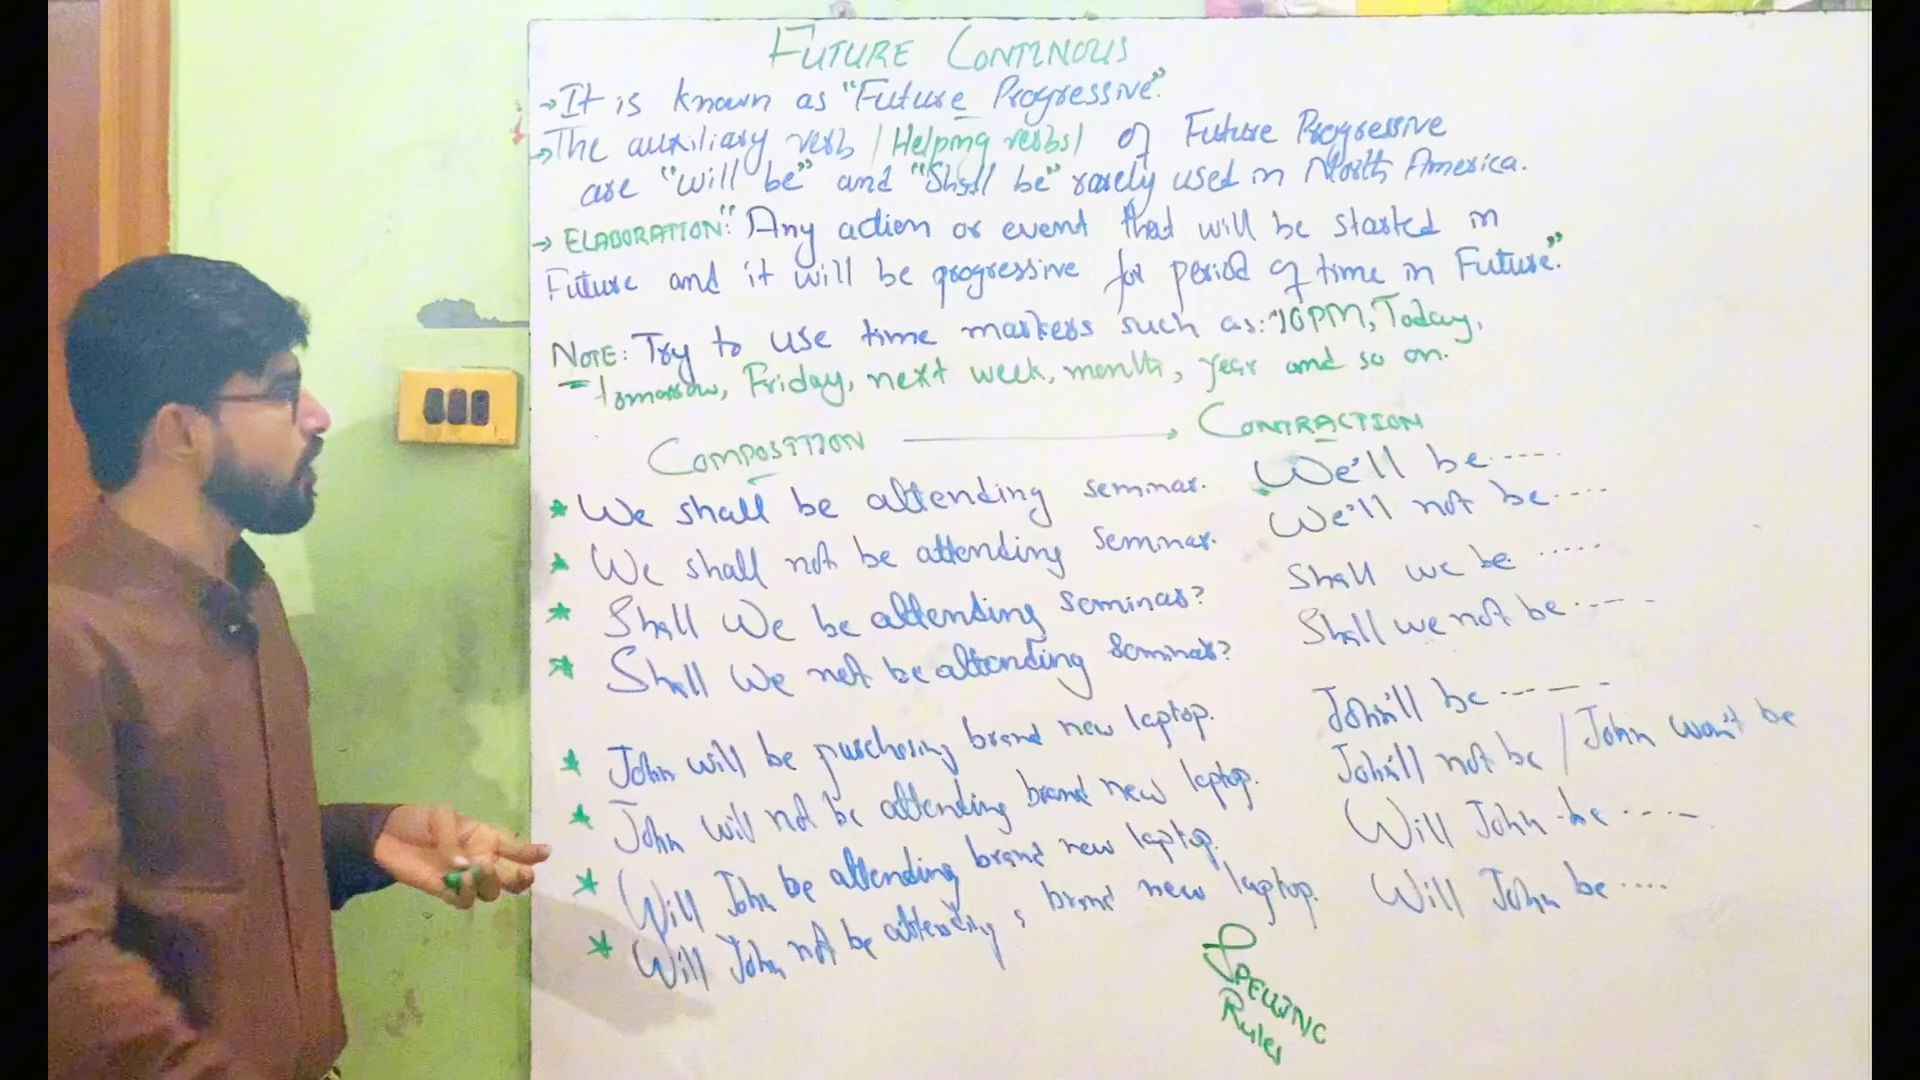 FUTURE CONTINOUS
→ It is known as "Future Progressive".
→ The auxiliary verb / Helping verbs / of Future Progressive
are "will be" and "Shall be" rarely used in North America.
→ ELABORATION: "Any action or event that will be started in
Future and it will be progressive for period of time in Future."
NOTE: Try to use time markers such as: 10PM, Today,
tomorrow, Friday, next week, month, year and so on.
COMPOSITION → CONTRACTION
* We shall be attending seminar. We'll be ----
* We shall not be attending seminar. We'll not be ----
* Shall We be attending seminar? Shall we be .....
* Shall We not be attending Seminar? Shall we not be ----
* John will be purchasing brand new laptop. John'll be ----
* John will not be attending brand new laptop. John'll not be / John won't be
* Will John be attending brand new laptop. Will John be ----
* Will John not be attending, brand new laptop. Will John be ....
SPELLING
Rules